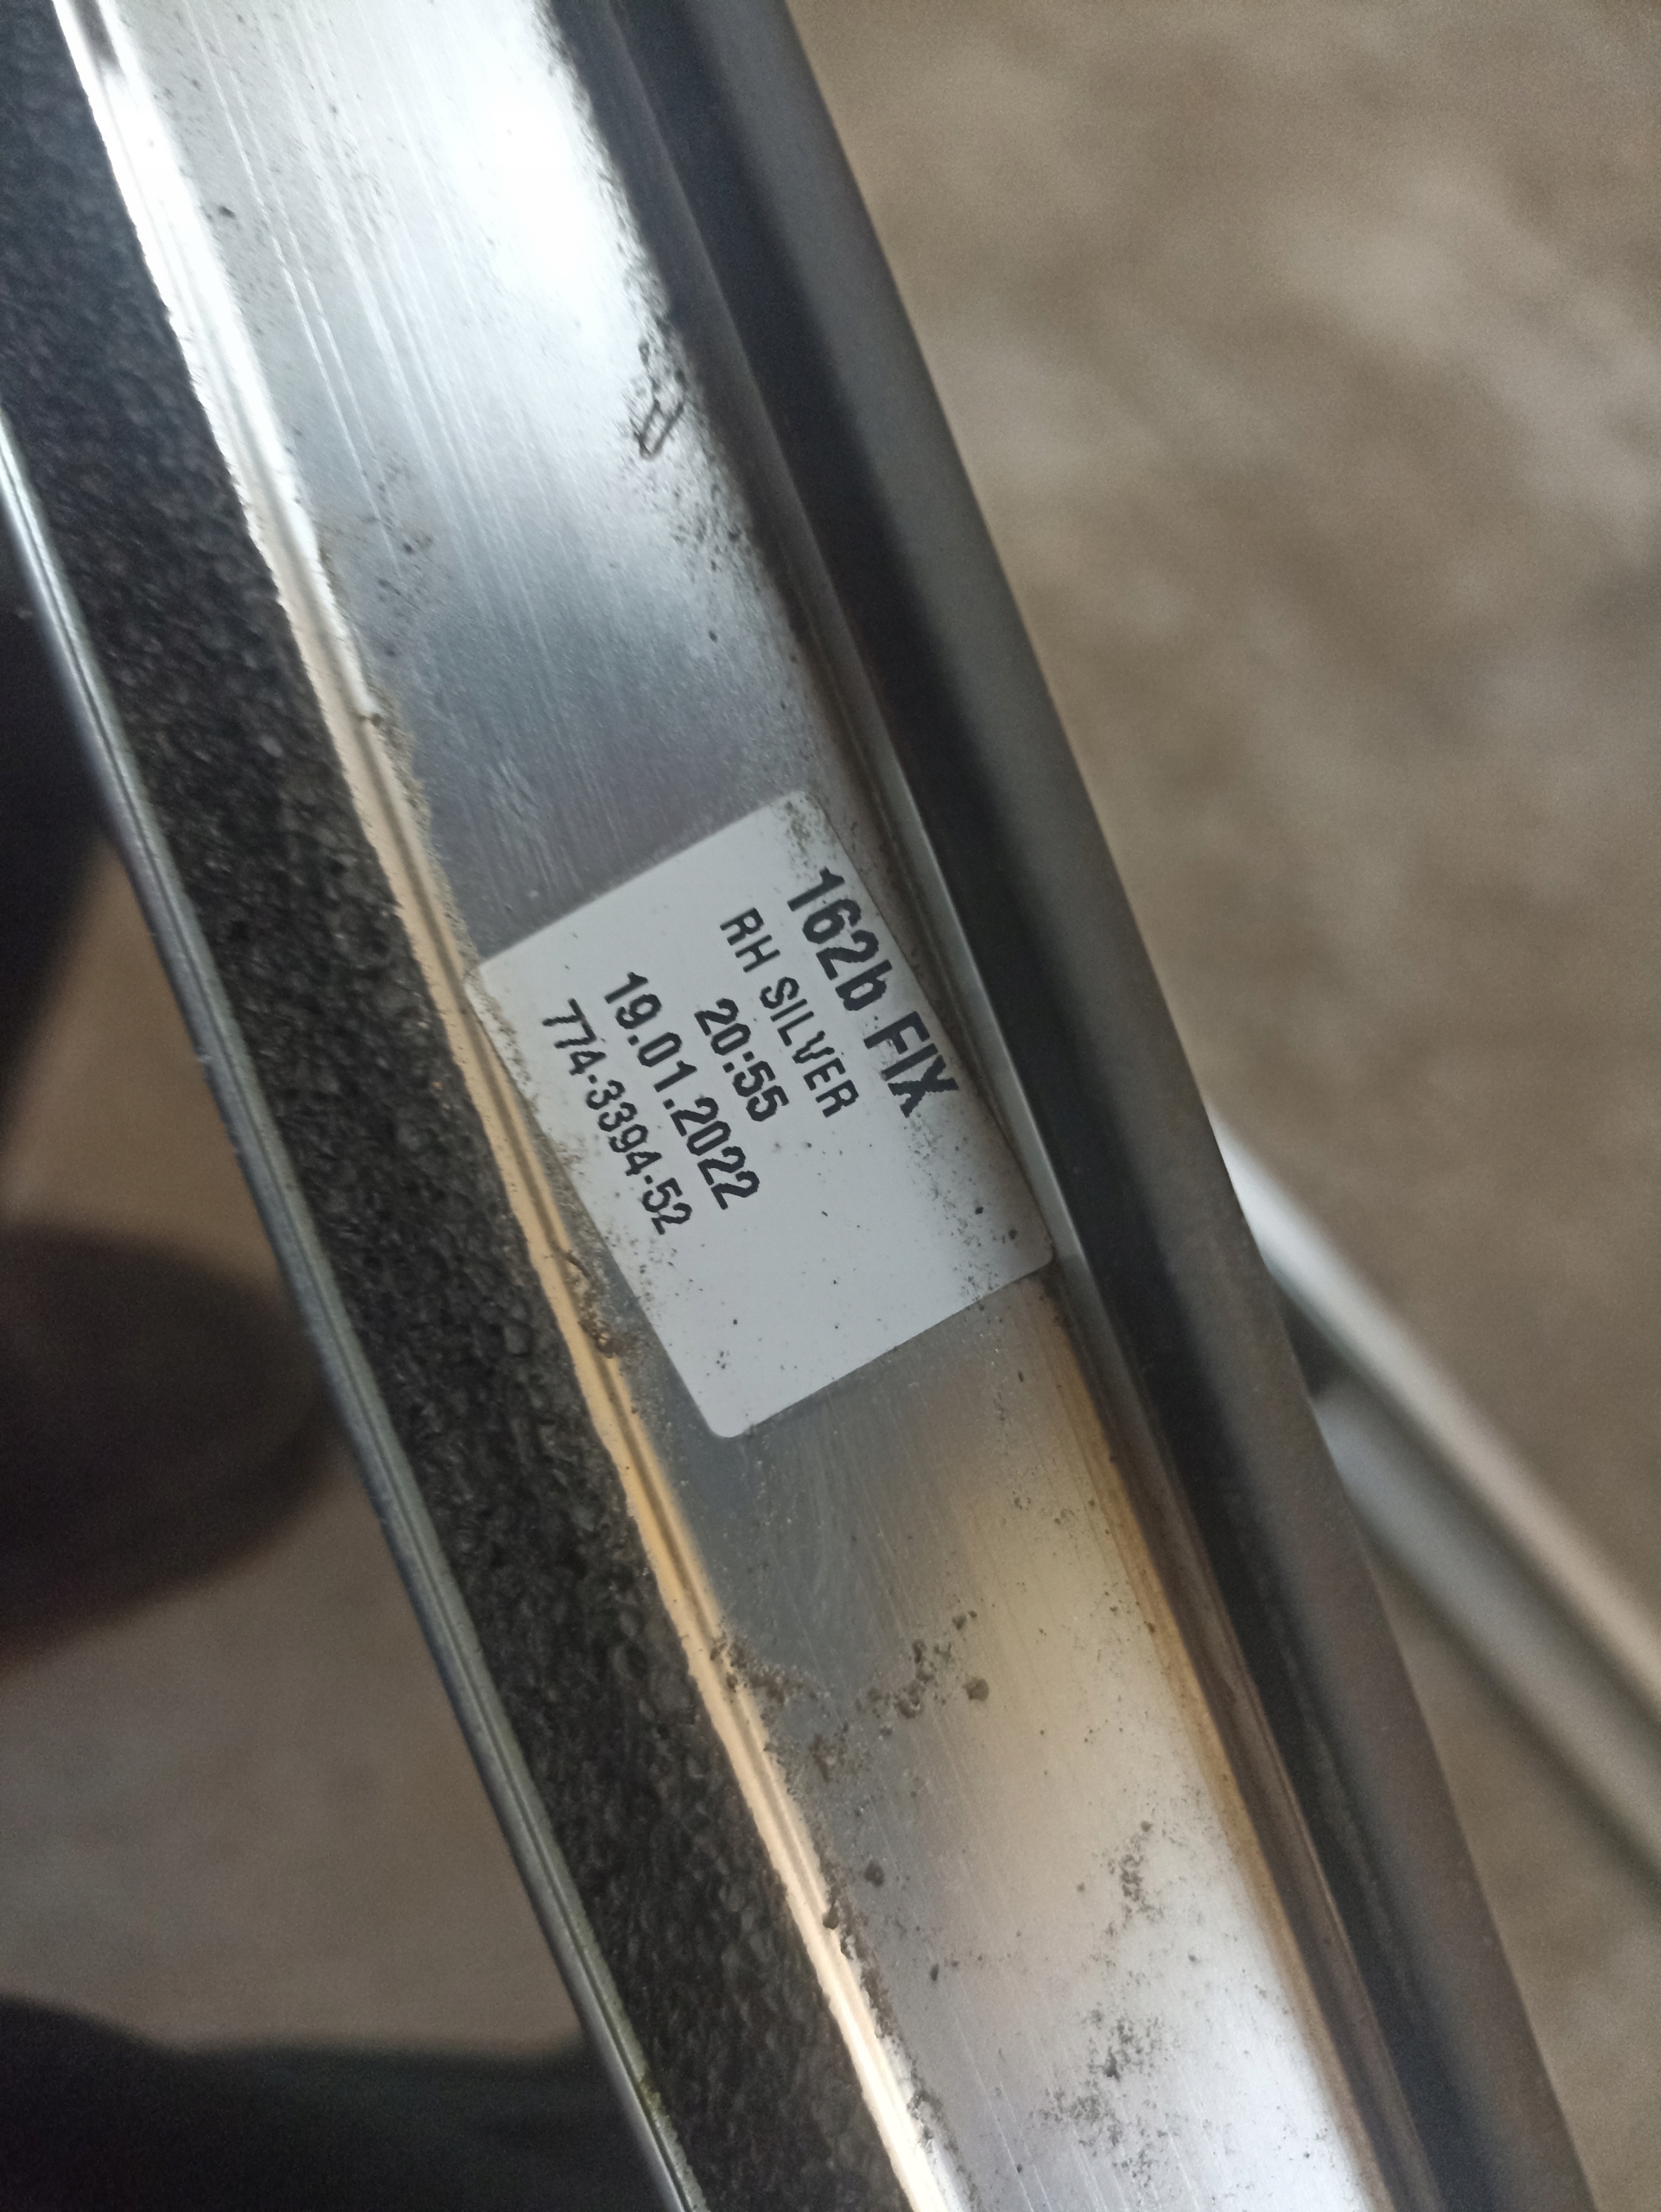 162b FIX
RH SILVER
20:55
19.01.2022
774-3394-52